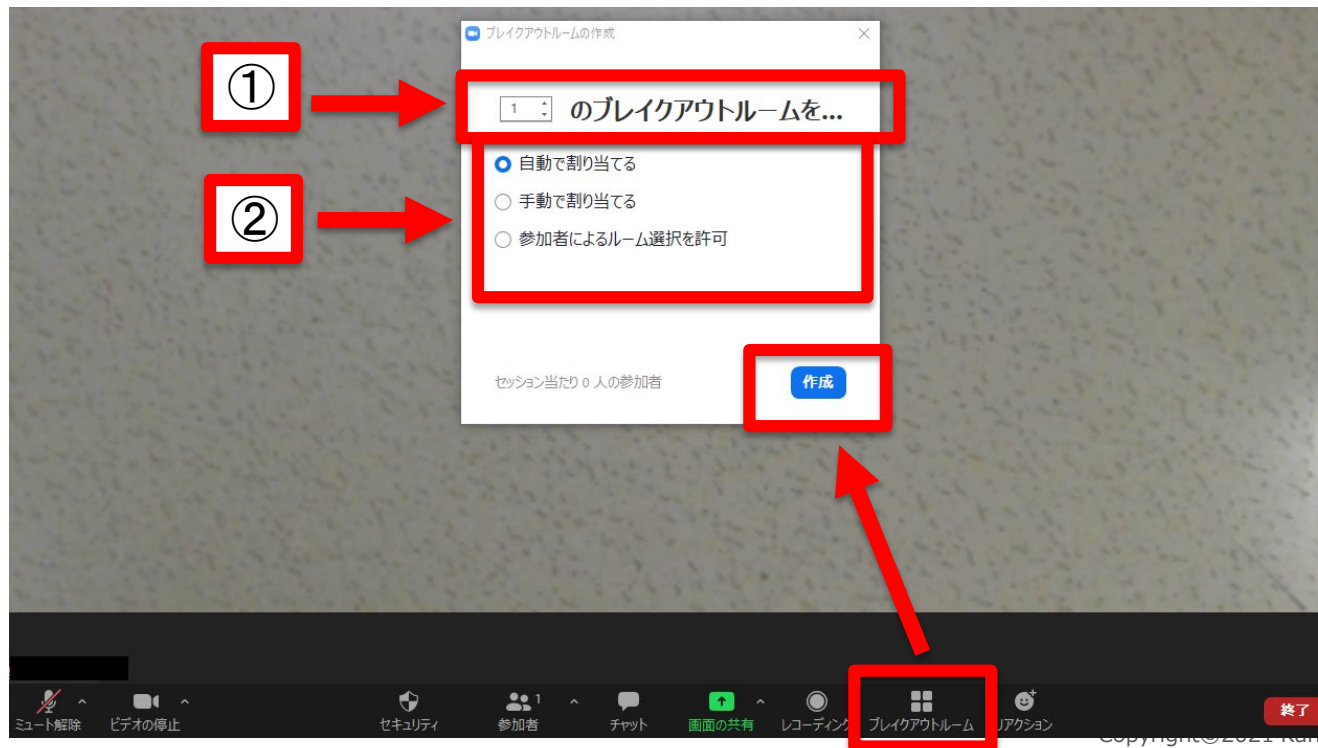 ブレイクアウトルームの作成
①
1 のブレイクアウトルームを...
自動で割り当てる
②
手動で割り当てる
参加者によるルーム選択を許可
セッション当たり 0 人の参加者
作成
ミュート解除 ビデオの停止 セキュリティ 参加者 1 チャット 画面の共有 レコーディング ブレイクアウトルーム リアクション 終了
Copyright©2021